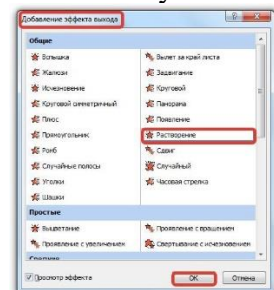 Добавление эффекта выхода
Общие
Вспышка Вылет за край листа
Жалюзи Задвигание
Исчезновение Круговой
Круговой симметричный Панорама
Плюс Появление
Прямоугольник Растворение
Ромб Сдвиг
Случайные полосы Случайный
Уголки Часовая стрелка
Шашки
Простые
Выцветание Проявление с вращением
Проявление с увеличением Свертывание с исчезновением
Средние
Просмотр эффекта ОК Отмена